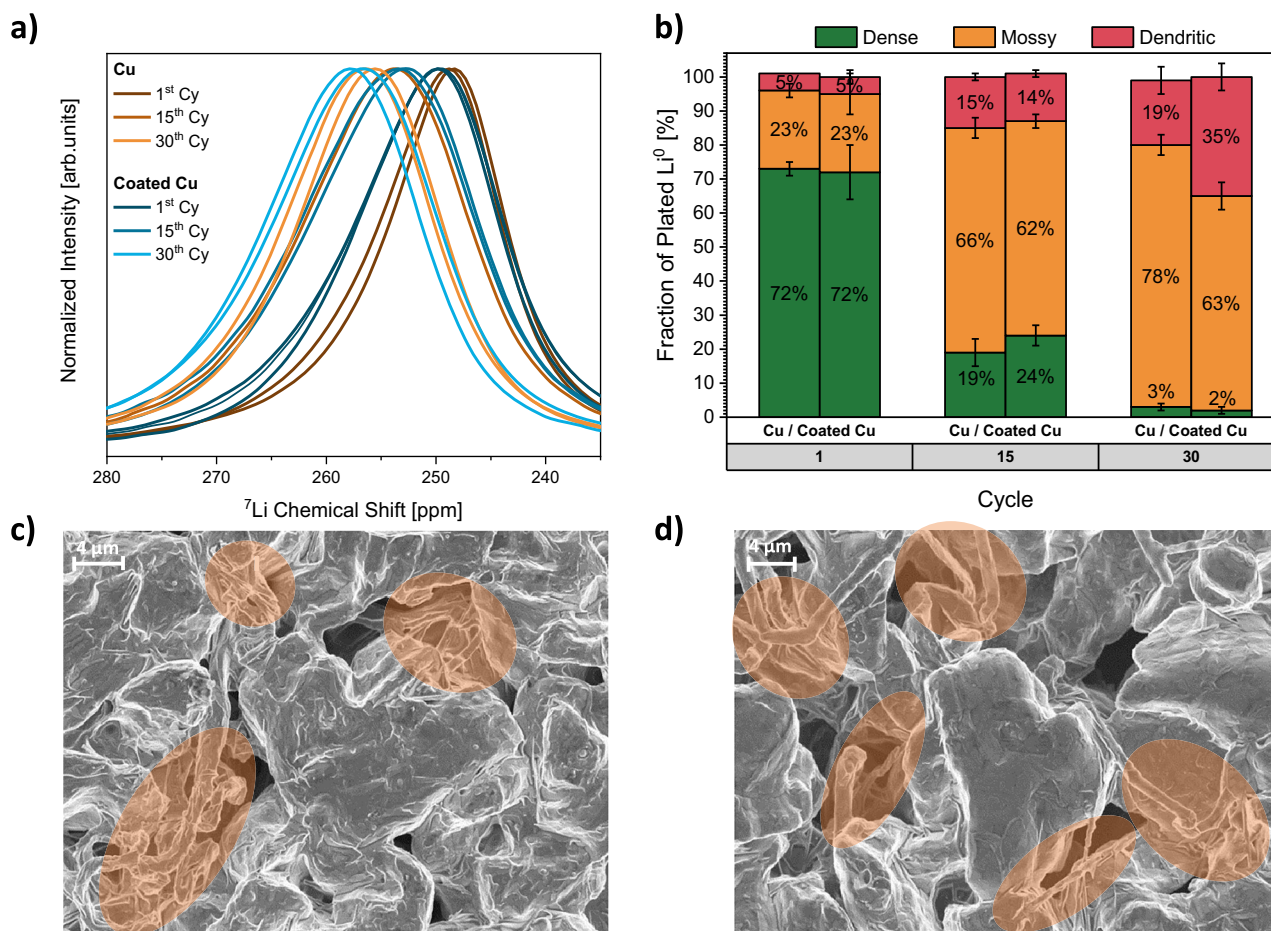 a)
Cu
1st Cy
15th Cy
30th Cy
Coated Cu
1st Cy
15th Cy
30th Cy
Normalized Intensity [arb.units]
280 270 260 250 240
7Li Chemical Shift [ppm]
b)
Dense Mossy Dendritic
Fraction of Plated Li0 [%]
100
90
80
70
60
50
40
30
20
10
0
5% 5% 15% 14% 19% 35%
23% 23% 66% 62% 78% 63%
72% 72% 19% 24% 3% 2%
Cu / Coated Cu Cu / Coated Cu Cu / Coated Cu
1 15 30
Cycle
c)
4 μm
d)
4 μm